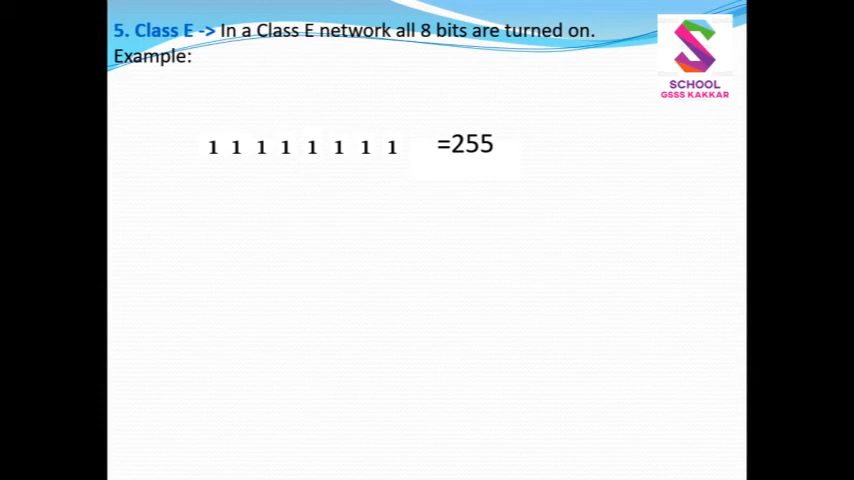 5. Class E -> In a Class E network all 8 bits are turned on.
Example:
SCHOOL
GSSS KAKKAR
1 1 1 1 1 1 1 1 =255